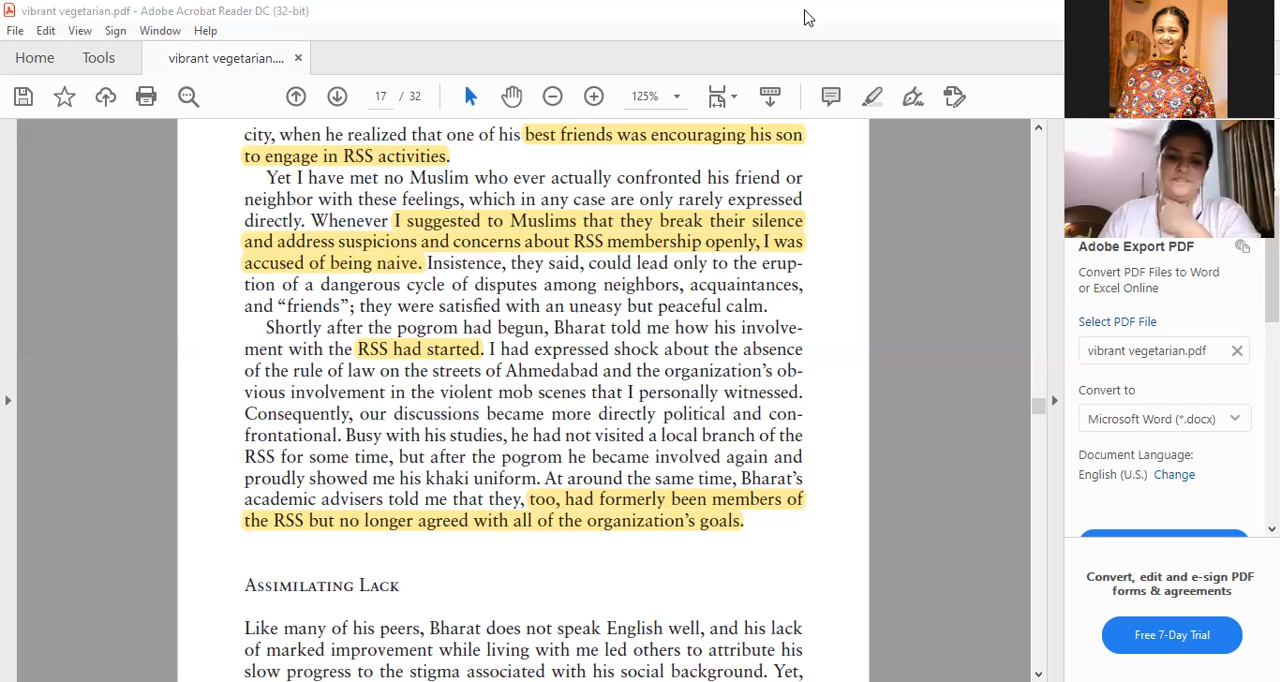 vibrant vegetarian.pdf - Adobe Acrobat Reader DC (32-bit)
File Edit View Sign Window Help
Home Tools vibrant vegetarian.... ×
17 / 32 125%
city, when he realized that one of his best friends was encouraging his son
to engage in RSS activities.
Yet I have met no Muslim who ever actually confronted his friend or
neighbor with these feelings, which in any case are only rarely expressed
directly. Whenever I suggested to Muslims that they break their silence
and address suspicions and concerns about RSS membership openly, I was
accused of being naive. Insistence, they said, could lead only to the erup-
tion of a dangerous cycle of disputes among neighbors, acquaintances,
and “friends”; they were satisfied with an uneasy but peaceful calm.
Shortly after the pogrom had begun, Bharat told me how his involve-
ment with the RSS had started. I had expressed shock about the absence
of the rule of law on the streets of Ahmedabad and the organization’s ob-
vious involvement in the violent mob scenes that I personally witnessed.
Consequently, our discussions became more directly political and con-
frontational. Busy with his studies, he had not visited a local branch of the
RSS for some time, but after the pogrom he became involved again and
proudly showed me his khaki uniform. At around the same time, Bharat’s
academic advisers told me that they, too, had formerly been members of
the RSS but no longer agreed with all of the organization’s goals.
ASSIMILATING LACK
Like many of his peers, Bharat does not speak English well, and his lack
of marked improvement while living with me led others to attribute his
slow progress to the stigma associated with his social background. Yet,
Adobe Export PDF
Convert PDF Files to Word
or Excel Online
Select PDF File
vibrant vegetarian.pdf
Convert to
Microsoft Word (*.docx)
Document Language:
English (U.S.) Change
Convert, edit and e-sign PDF
forms & agreements
Free 7-Day Trial